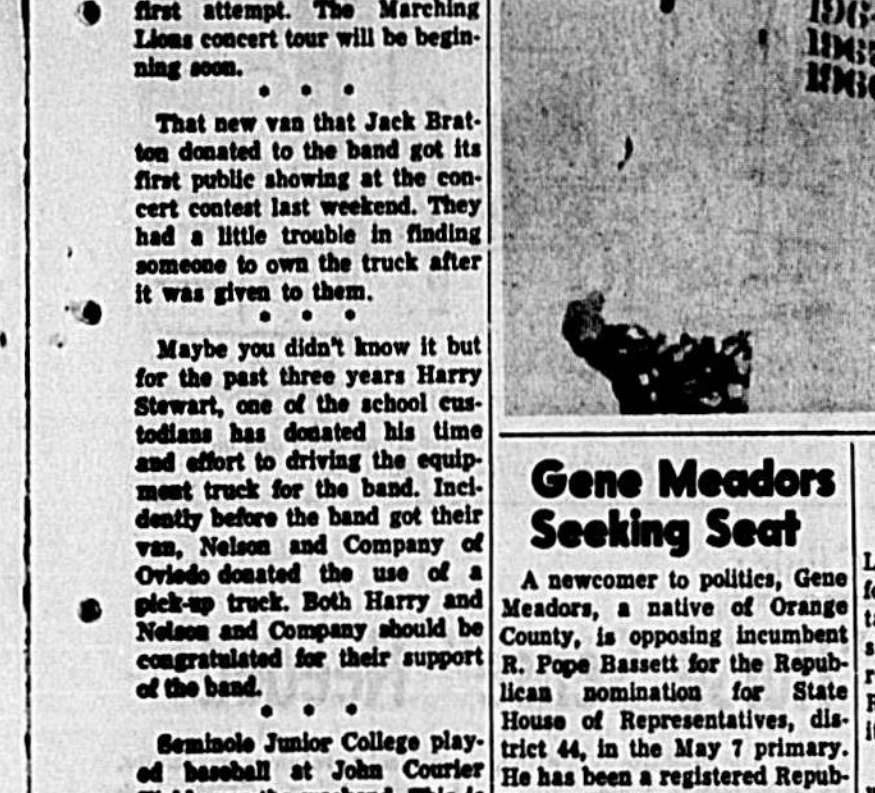 first attempt. The Marching
Lions concert tour will be begin-
ning soon.
• • •
That new van that Jack Brat-
ton donated to the band got its
first public showing at the con-
cert contest last weekend. They
had a little trouble in finding
someone to own the truck after
it was given to them.
• • •
Maybe you didn't know it but
for the past three years Harry
Stewart, one of the school cus-
todians has donated his time
and effort to driving the equip-
ment truck for the band. Inci-
dently before the band got their
van, Nelson and Company of
Oviedo donated the use of a
pick-up truck. Both Harry and
Nelson and Company should be
congratulated for their support
of the band.
• • •
Seminole Junior College play-
ed baseball at John Courier
196
1965
1966
Gene Meadors
Seeking Seat
A newcomer to politics, Gene
Meadors, a native of Orange
County, is opposing incumbent
R. Pope Bassett for the Repub-
lican nomination for State
House of Representatives, dis-
trict 44, in the May 7 primary.
He has been a registered Repub-